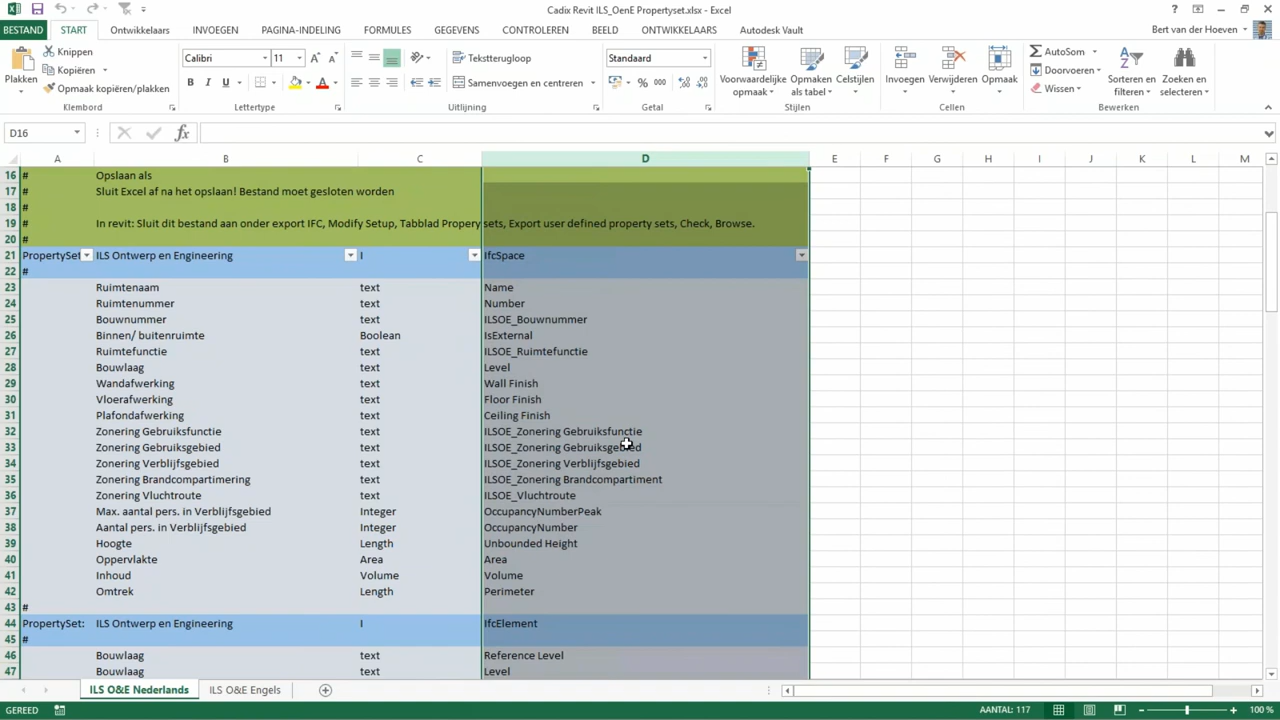 Cadix Revit ILS_OenE Propertyset.xlsx - Excel
BESTAND START Ontwikkelaars INVOEGEN PAGINA-INDELING FORMULES GEGEVENS CONTROLEREN BEELD ONTWIKKELAARS Autodesk Vault Bert van der Hoeven
Plakken
Knippen
Kopiëren
Opmaak kopiëren/plakken
Klembord
Calibri 11
B I U
Lettertype
Tekstterugloop
Samenvoegen en centreren
Uitlijning
Standaard
Getal
Voorwaardelijke opmaak
Opmaken als tabel
Celstijlen
Stijlen
Invoegen
Verwijderen
Opmaak
Cellen
AutoSom
Doorvoeren
Wissen
Sorteren en filteren
Zoeken en selecteren
Bewerken
D16
fx
A B C D E F G H I J K L M
16 # Opslaan als
17 # Sluit Excel af na het opslaan! Bestand moet gesloten worden
18 #
19 # In revit: Sluit dit bestand aan onder export IFC, Modify Setup, Tabblad Propery sets, Export user defined property sets, Check, Browse.
20 #
21 PropertySet ILS Ontwerp en Engineering I IfcSpace
22 #
23 Ruimtenaam text Name
24 Ruimtenummer text Number
25 Bouwnummer text ILSOE_Bouwnummer
26 Binnen/ buitenruimte Boolean IsExternal
27 Ruimtefunctie text ILSOE_Ruimtefunctie
28 Bouwlaag text Level
29 Wandafwerking text Wall Finish
30 Vloerafwerking text Floor Finish
31 Plafondafwerking text Ceiling Finish
32 Zonering Gebruiksfunctie text ILSOE_Zonering Gebruiksfunctie
33 Zonering Gebruiksgebied text ILSOE_Zonering Gebruiksgebied
34 Zonering Verblijfsgebied text ILSOE_Zonering Verblijfsgebied
35 Zonering Brandcompartimering text ILSOE_Zonering Brandcompartiment
36 Zonering Vluchtroute text ILSOE_Vluchtroute
37 Max. aantal pers. in Verblijfsgebied Integer OccupancyNumberPeak
38 Aantal pers. in Verblijfsgebied Integer OccupancyNumber
39 Hoogte Length Unbounded Height
40 Oppervlakte Area Area
41 Inhoud Volume Volume
42 Omtrek Length Perimeter
43 #
44 PropertySet: ILS Ontwerp en Engineering I IfcElement
45 #
46 Bouwlaag text Reference Level
47 Bouwlaag text Level
ILS O&E Nederlands ILS O&E Engels
GEREED AANTAL: 117 100 %